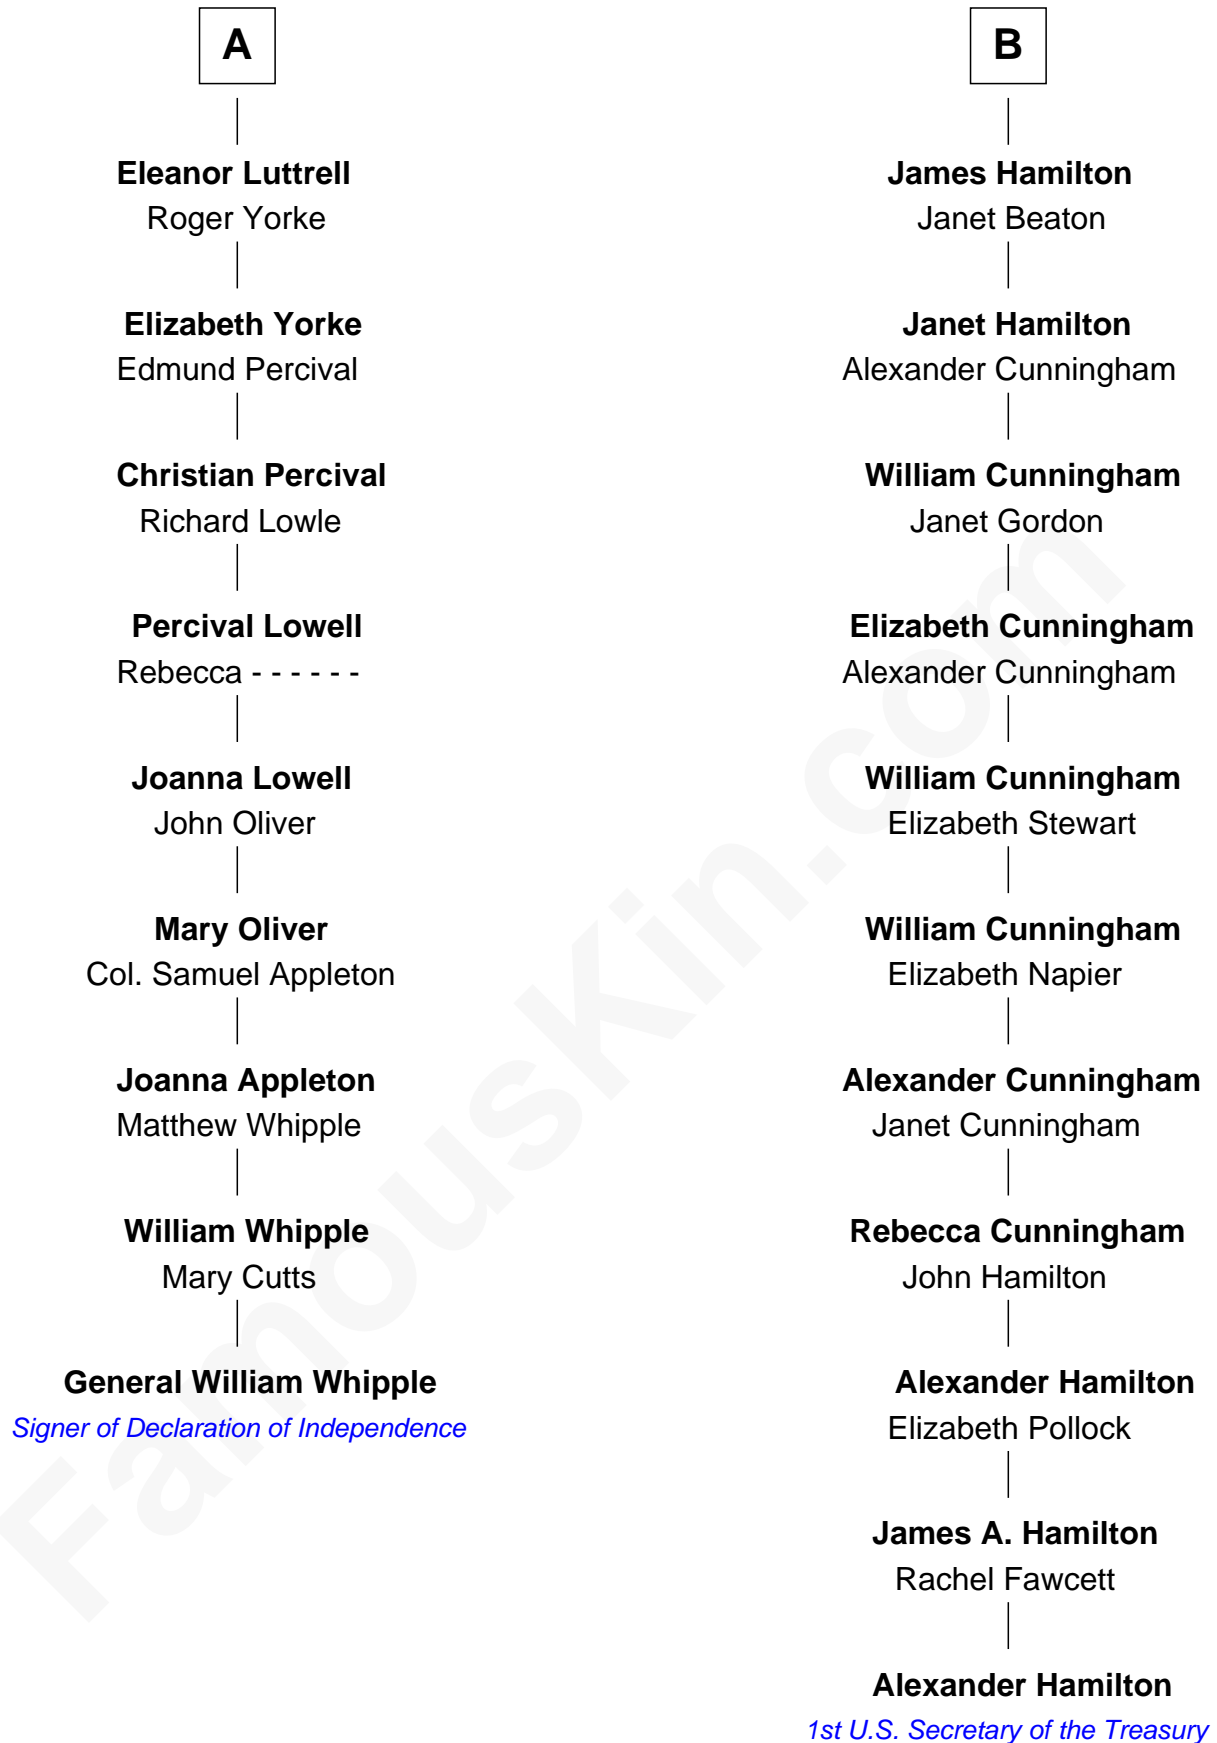 A
Eleanor Luttrell
Roger Yorke
Elizabeth Yorke
Edmund Percival
Christian Percival
Richard Lowle
Percival Lowell
Rebecca - - - - - -
Joanna Lowell
John Oliver
Mary Oliver
Col. Samuel Appleton
Joanna Appleton
Matthew Whipple
William Whipple
Mary Cutts
General William Whipple
Signer of Declaration of Independence
B
James Hamilton
Janet Beaton
Janet Hamilton
Alexander Cunningham
William Cunningham
Janet Gordon
Elizabeth Cunningham
Alexander Cunningham
William Cunningham
Elizabeth Stewart
William Cunningham
Elizabeth Napier
Alexander Cunningham
Janet Cunningham
Rebecca Cunningham
John Hamilton
Alexander Hamilton
Elizabeth Pollock
James A. Hamilton
Rachel Fawcett
Alexander Hamilton
1st U.S. Secretary of the Treasury
FamousKin.com